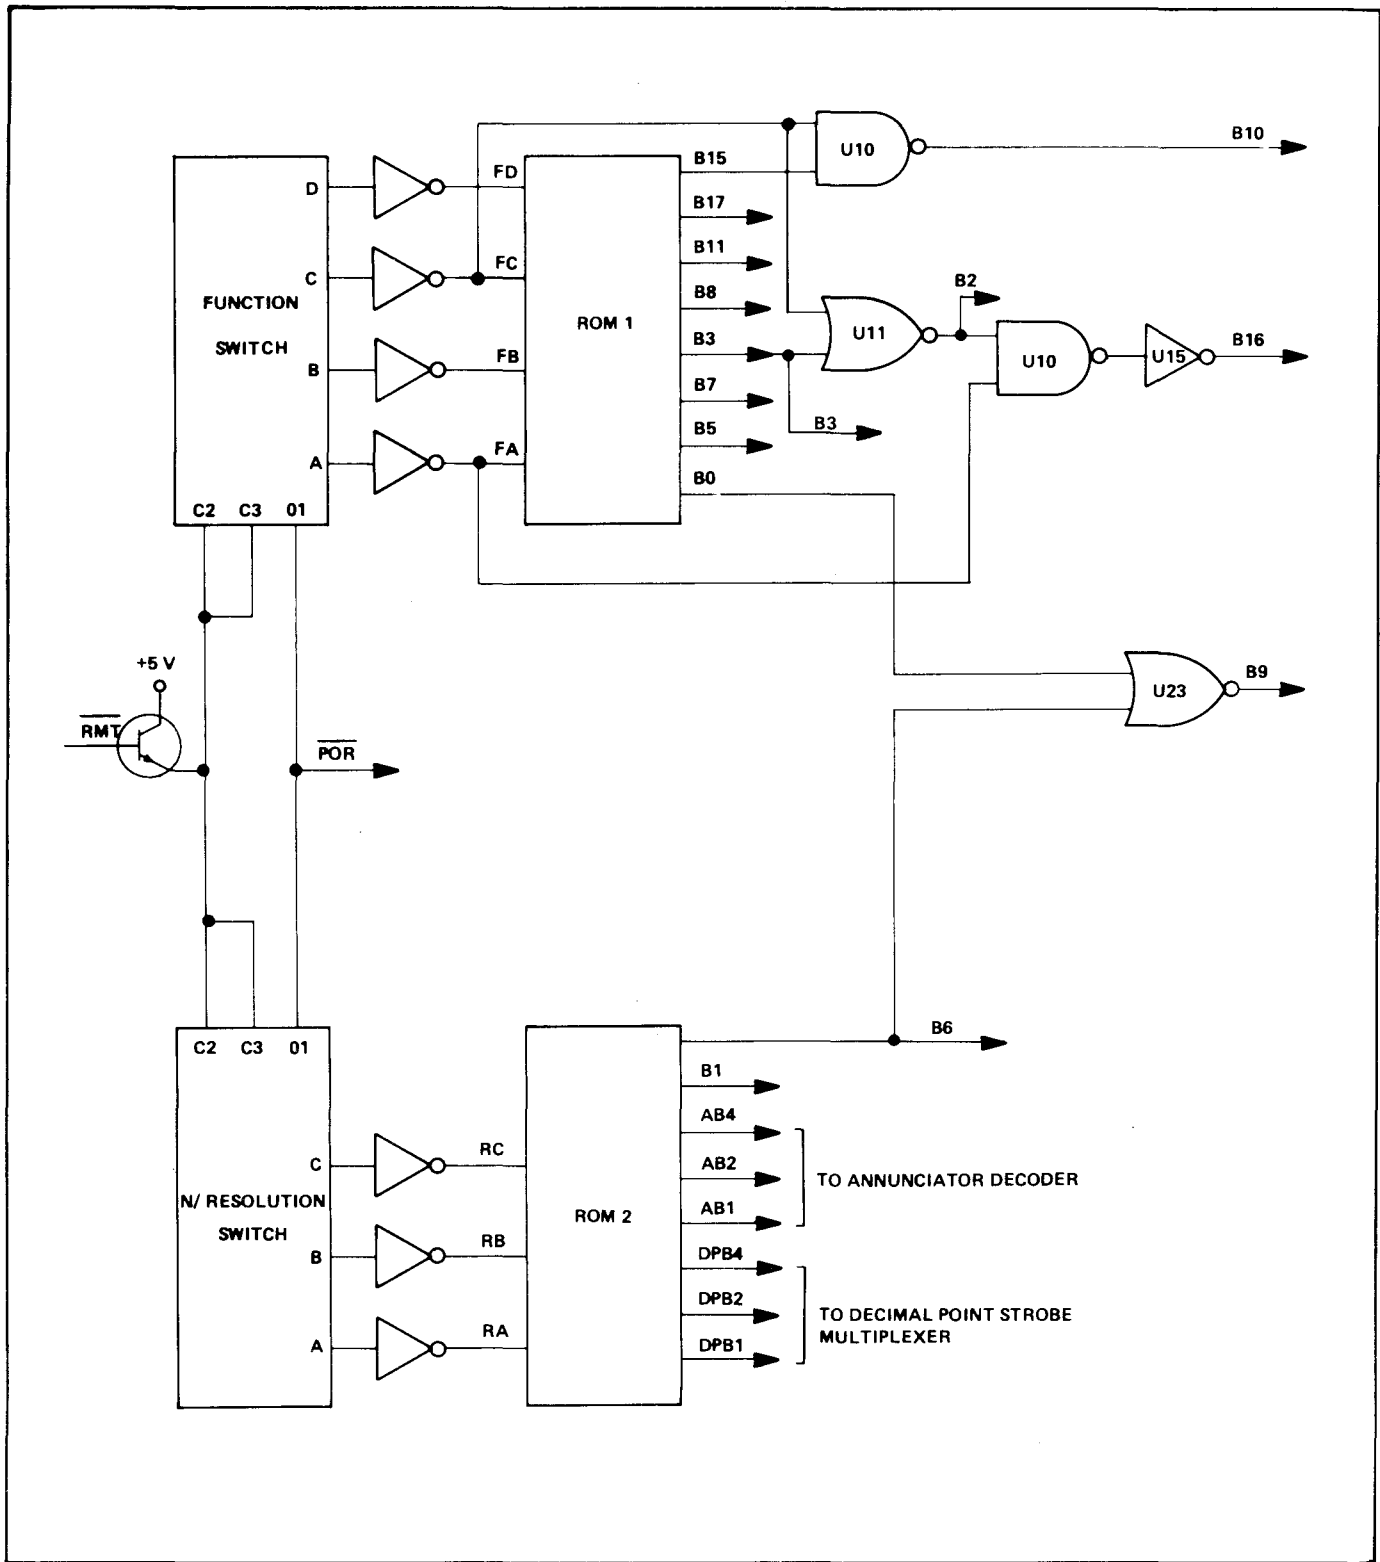 B10
U10
B15
D
FD
B17
C
FC
B11
FUNCTION
SWITCH
B8
B2
ROM 1
U11
B3
B
FB
U10
U15
B16
B7
B3
B5
A
FA
B0
C2 C3 01
+5 V
RMT
POR
U23
B9
C2 C3 01
B6
B1
AB4
C
RC
AB2
TO ANNUNCIATOR DECODER
N/ RESOLUTION
SWITCH
ROM 2
AB1
B
RB
DPB4
DPB2
TO DECIMAL POINT STROBE
MULTIPLEXER
A
RA
DPB1